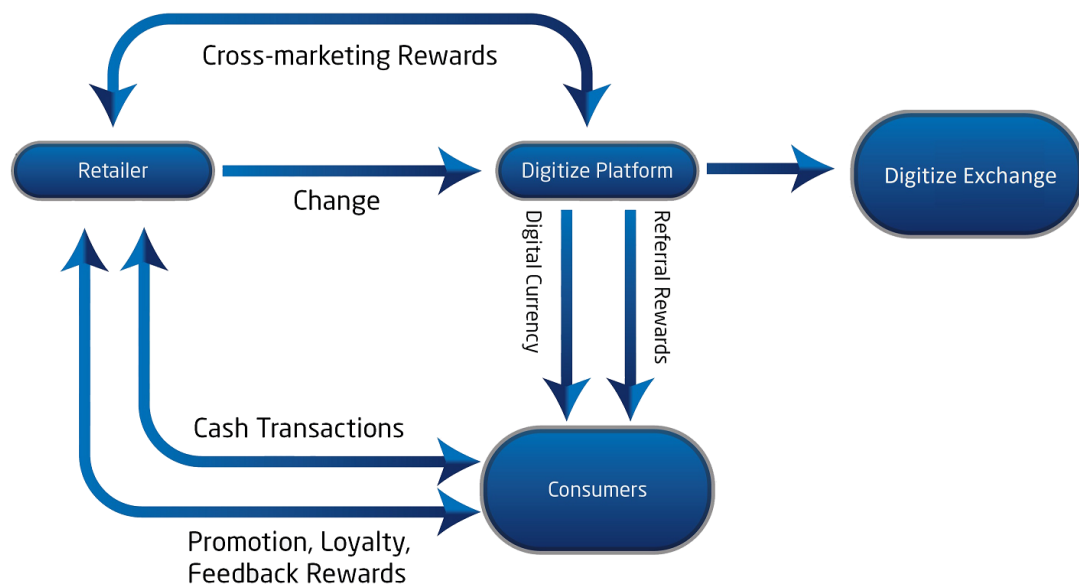 Cross-marketing Rewards
Retailer
Digitize Platform
Digitize Exchange
Change
Digital Currency
Referral Rewards
Cash Transactions
Consumers
Promotion, Loyalty,
Feedback Rewards